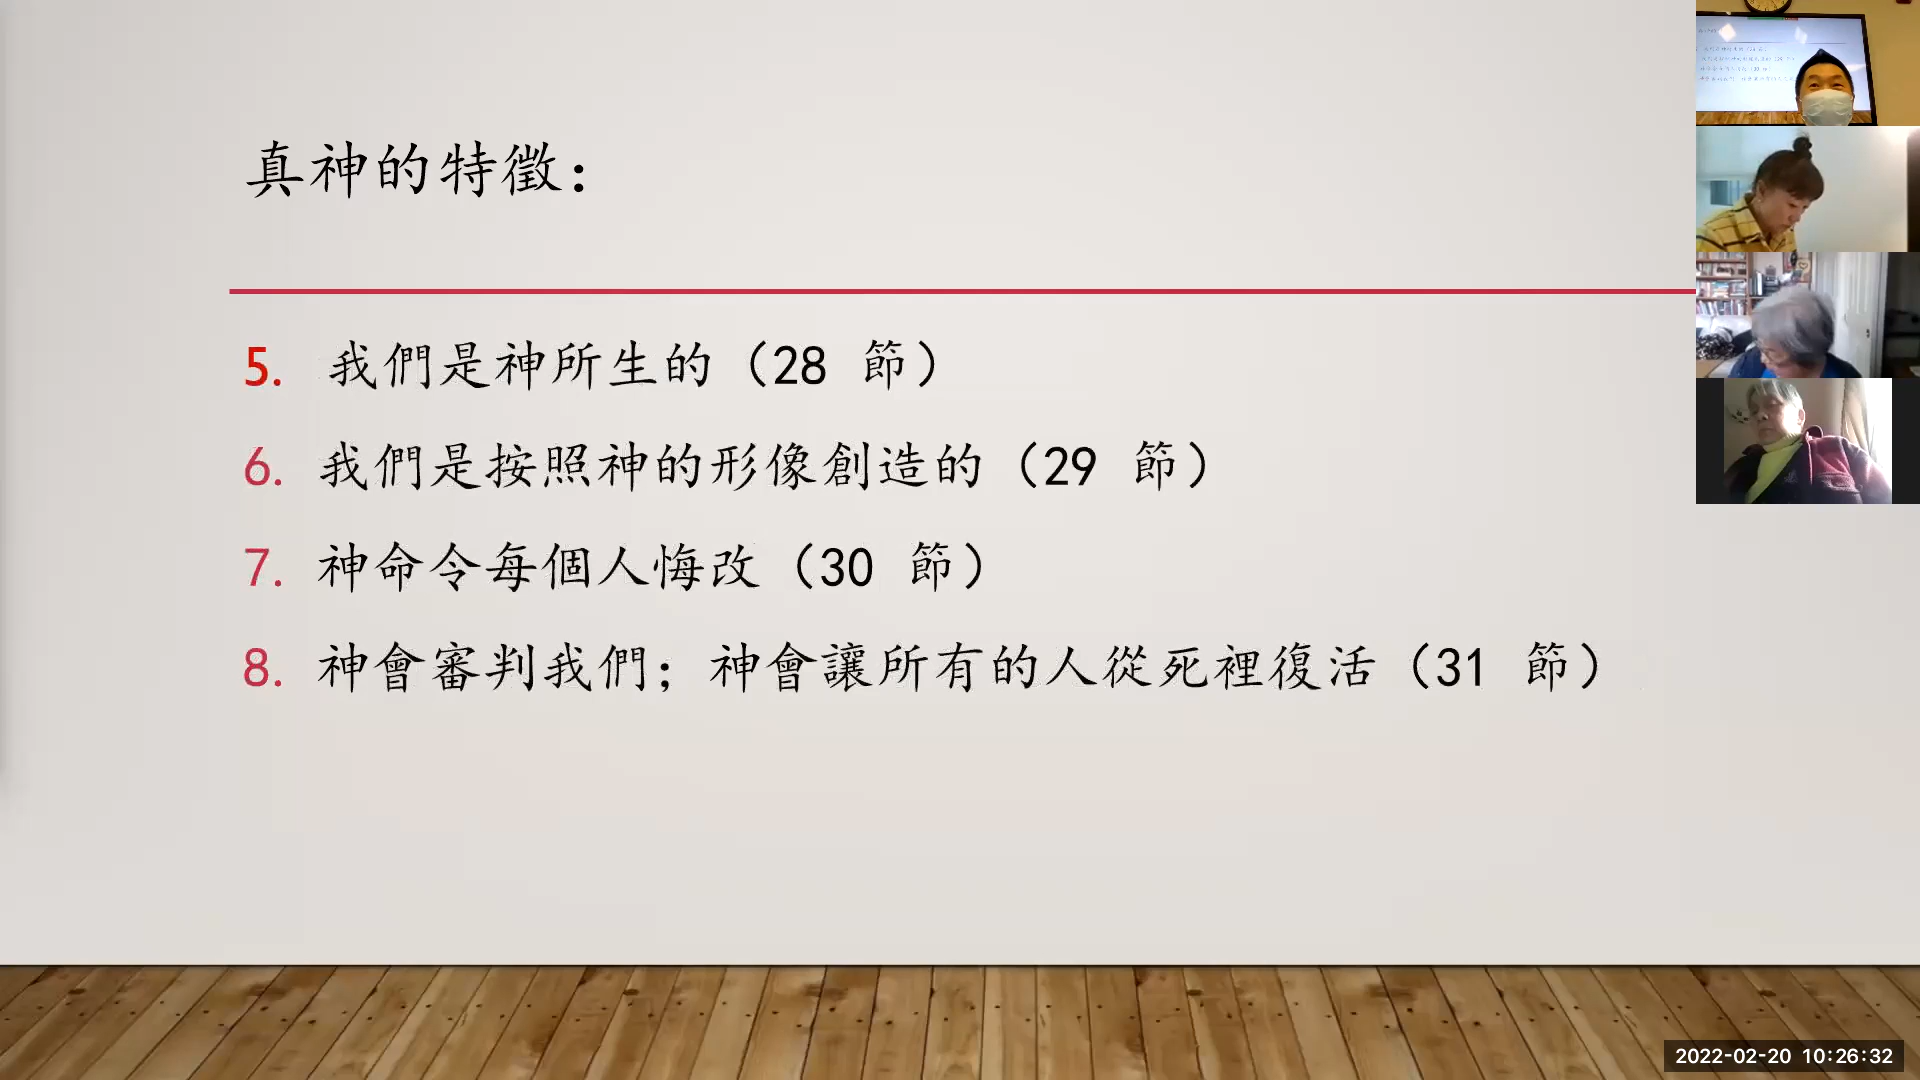 真神的特徵：
5. 我們是神所生的（28 節）
6. 我們是按照神的形像創造的（29 節）
7. 神命令每個人悔改（30 節）
8. 神會審判我們；神會讓所有的人從死裡復活（31 節）
2022-02-20 10:26:32